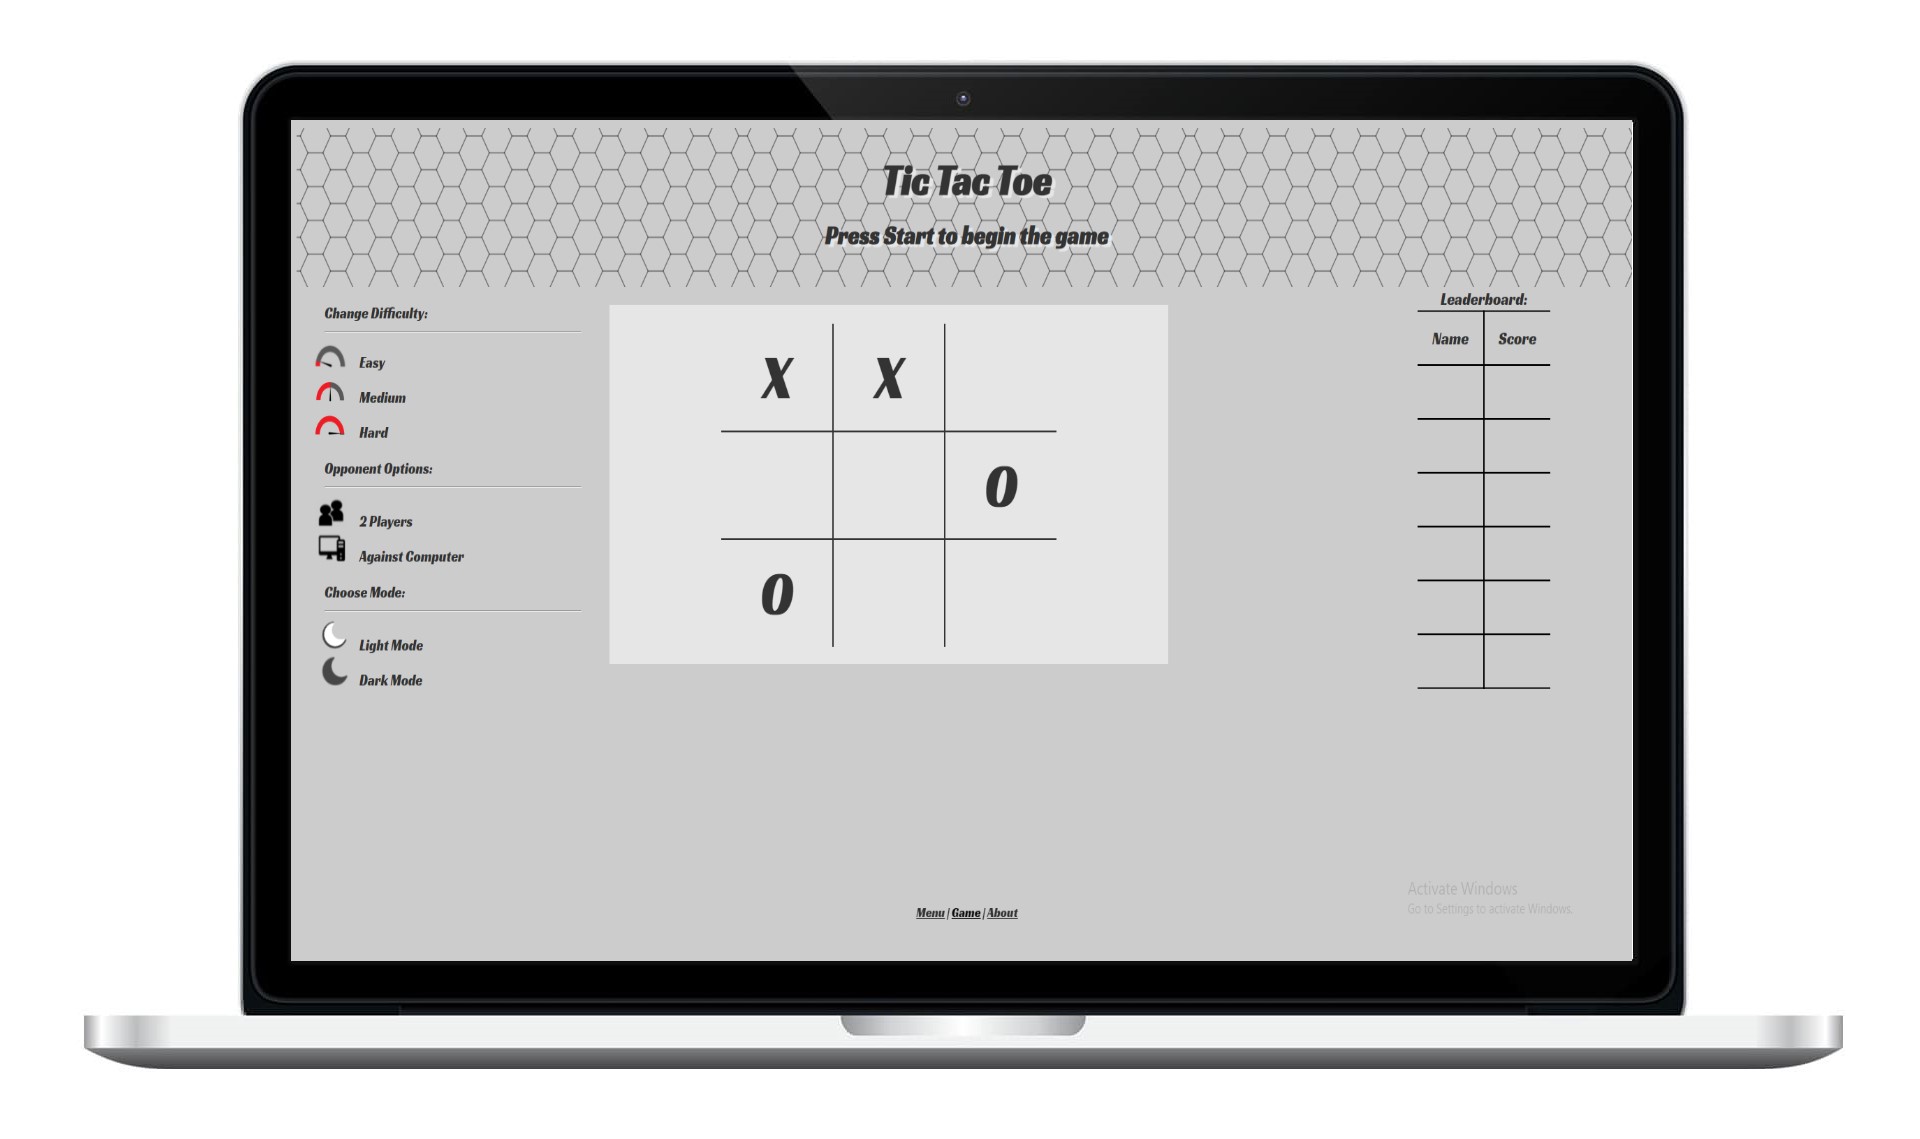 Tic Tac Toe
Press Start to begin the game
Change Difficulty:
Easy
Medium
Hard
Opponent Options:
2 Players
Against Computer
Choose Mode:
Light Mode
Dark Mode
X X
O
O
Leaderboard:
Name Score
Menu | Game | About
Activate Windows
Go to Settings to activate Windows.